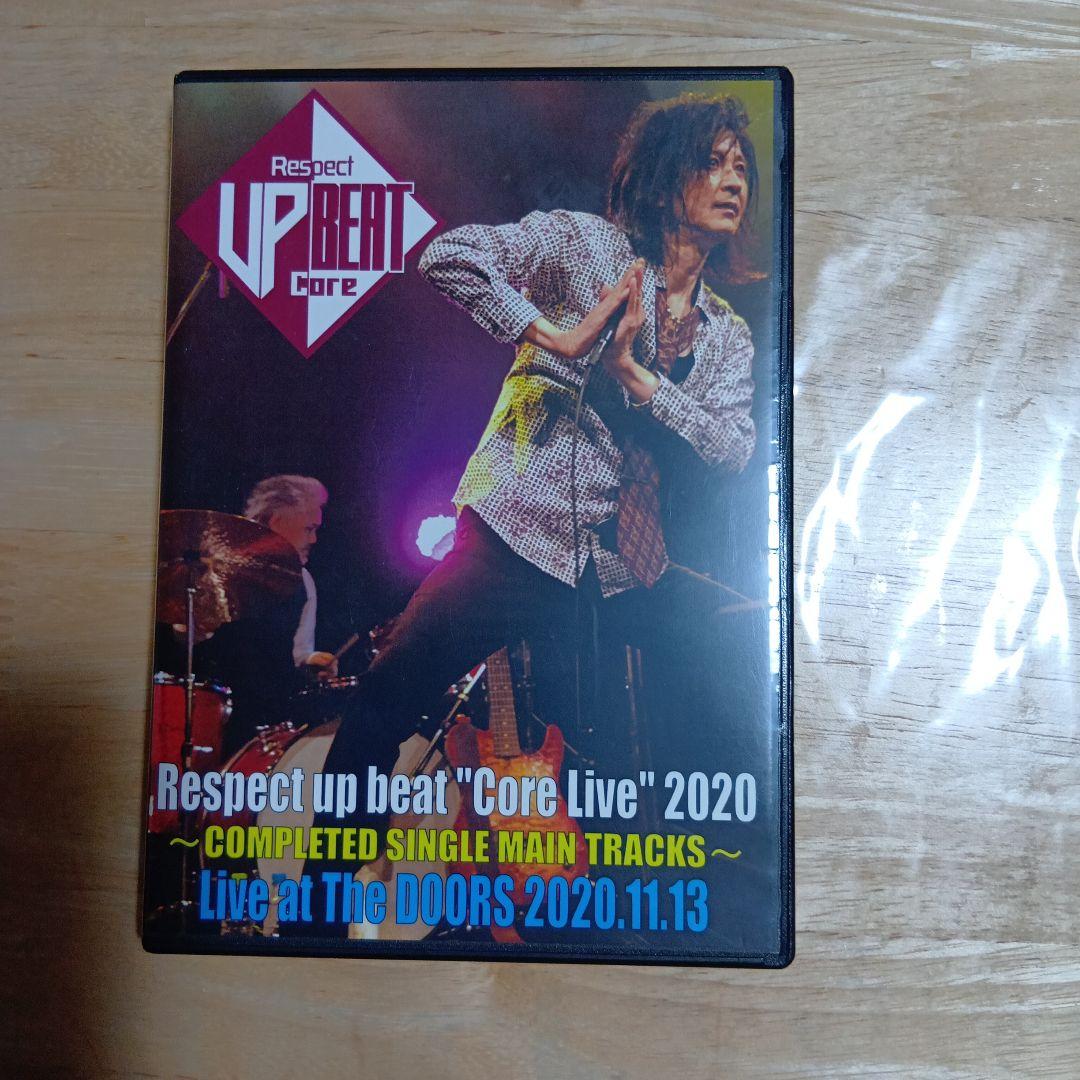 Respect
UP BEAT
Core
Respect up beat "Core Live" 2020
～COMPLETED SINGLE MAIN TRACKS～
Live at The DOORS 2020.11.13